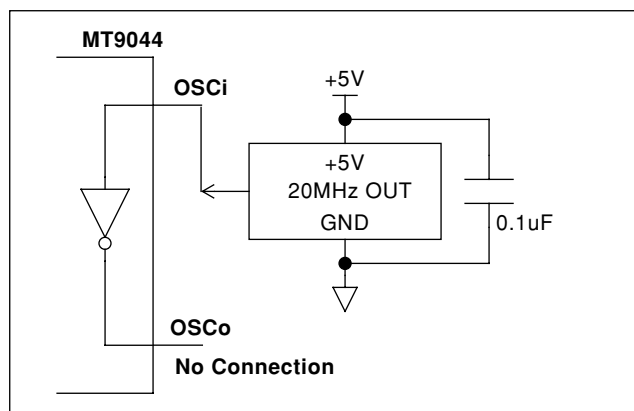 MT9044
OSCi
+5V
+5V
20MHz OUT
GND
0.1uF
OSCo
No Connection